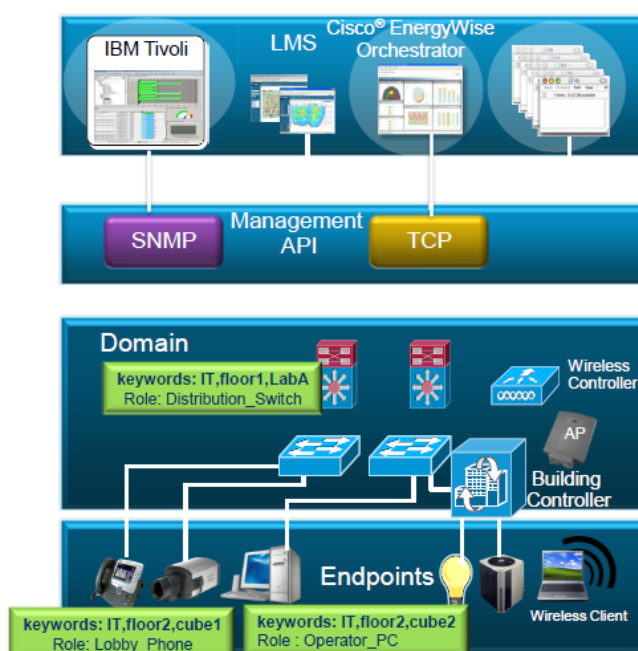 IBM Tivoli
LMS
Cisco® EnergyWise
Orchestrator
SNMP
Management
API
TCP
Domain
keywords: IT,floor1,LabA
Role: Distribution_Switch
Wireless
Controller
AP
Building
Controller
Endpoints
Wireless Client
keywords: IT,floor2,cube1
Role: Lobby_Phone
keywords: IT,floor2,cube2
Role : Operator_PC